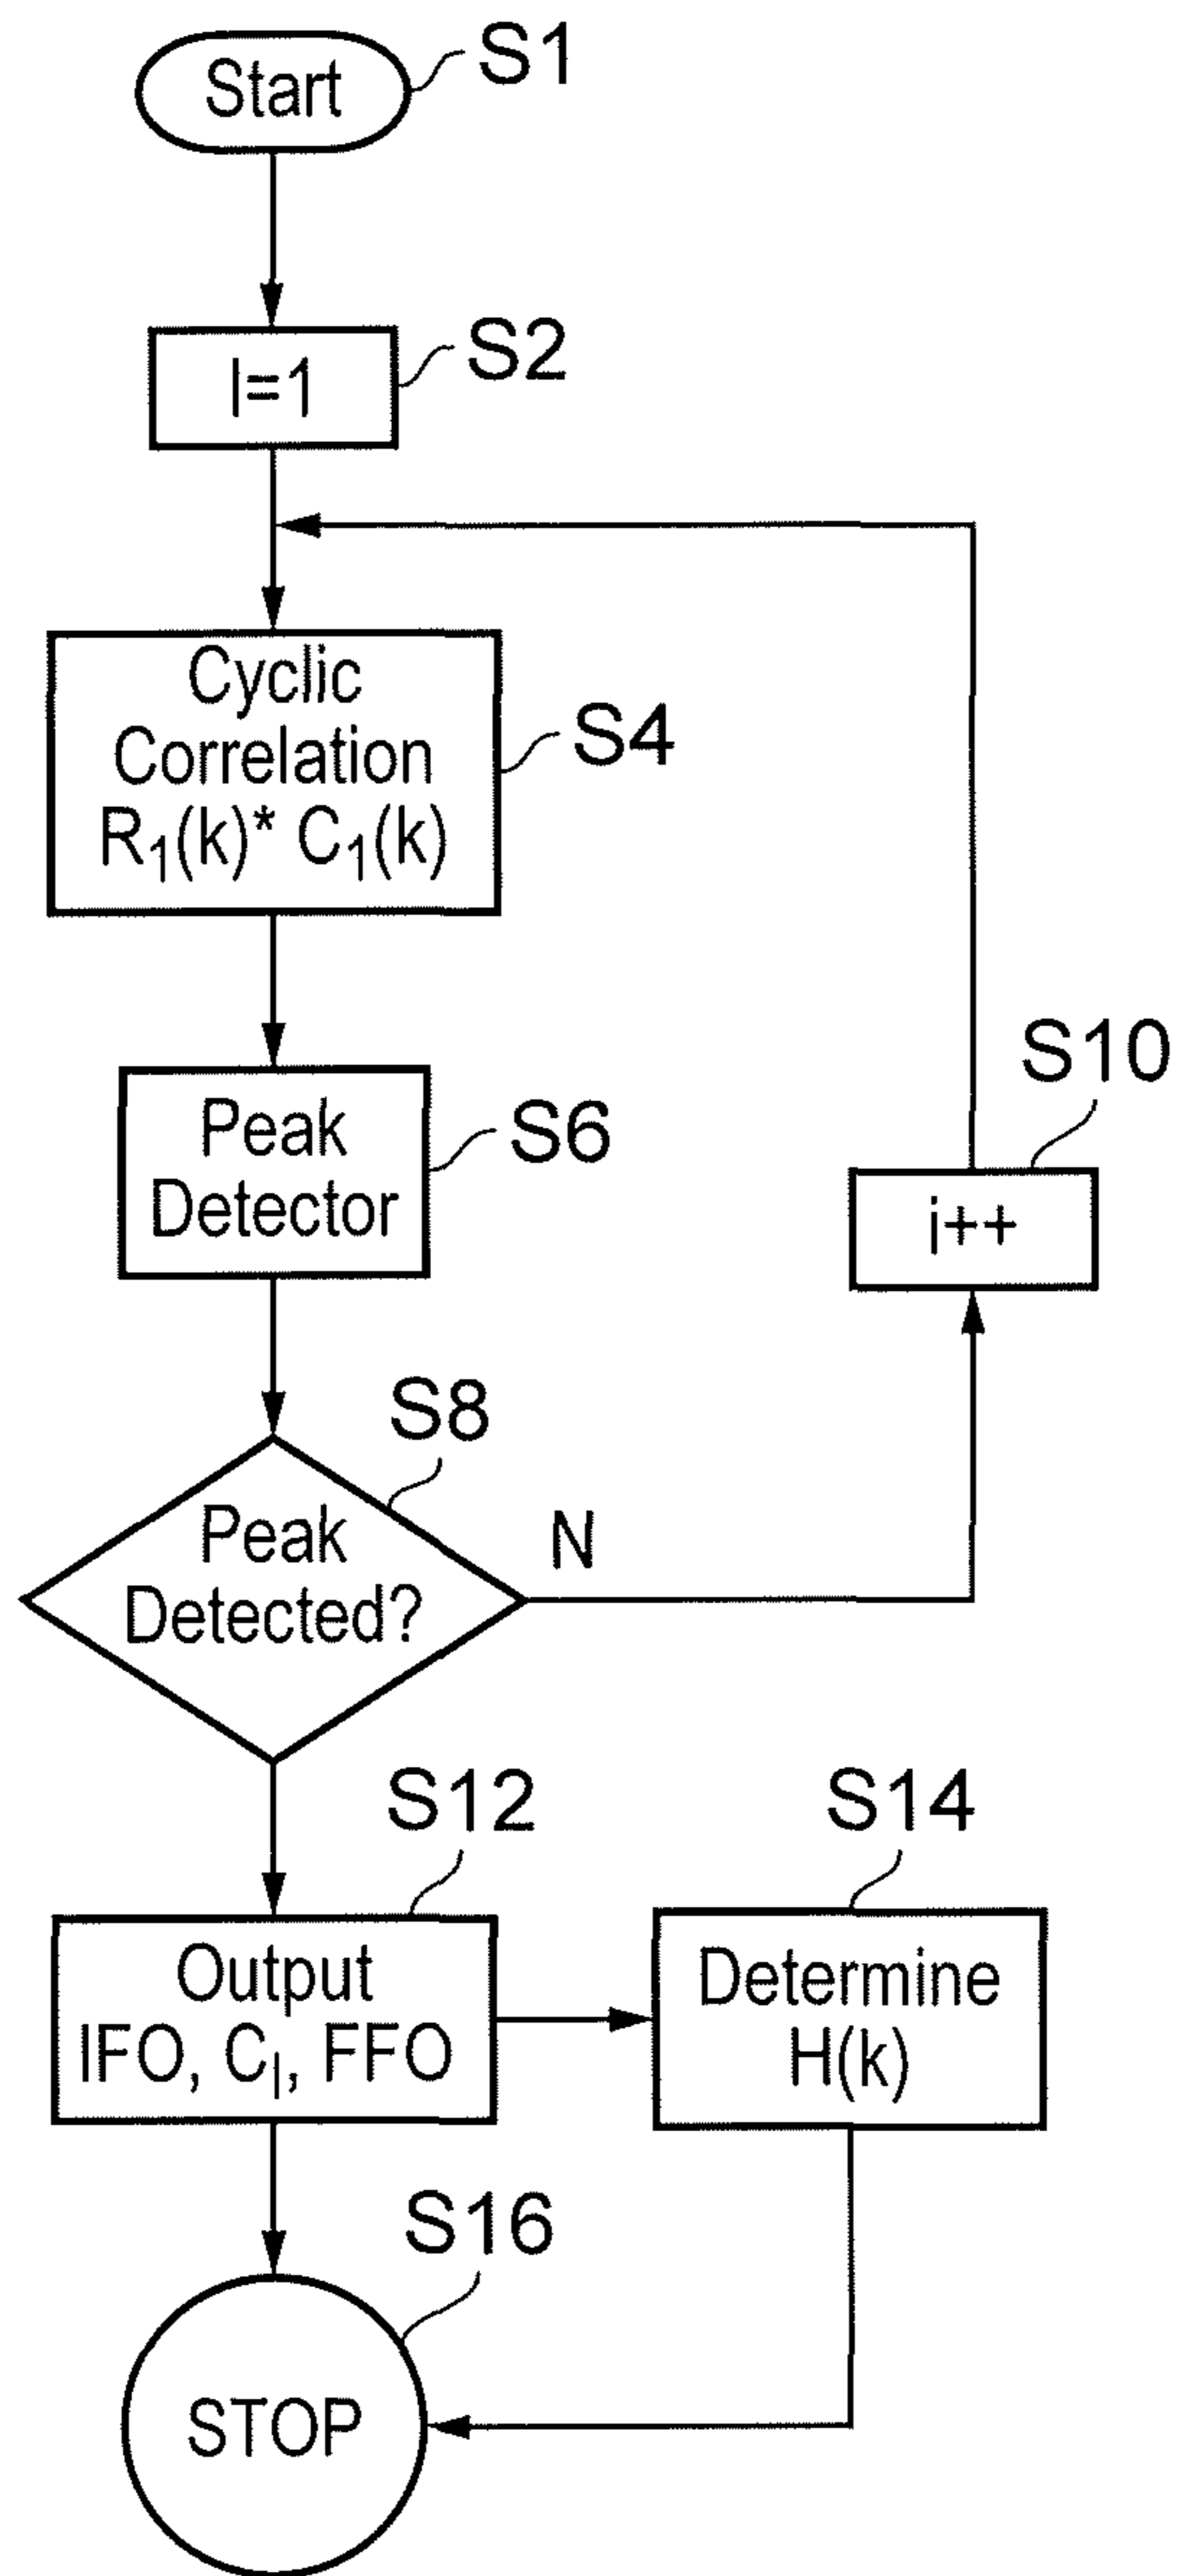 Start
S1
I=1
S2
Cyclic
Correlation
R₁(k)* C₁(k)
S4
Peak
Detector
S6
S10
i++
S8
Peak
Detected?
N
S12
Output
IFO, Cₗ, FFO
S14
Determine
H(k)
S16
STOP